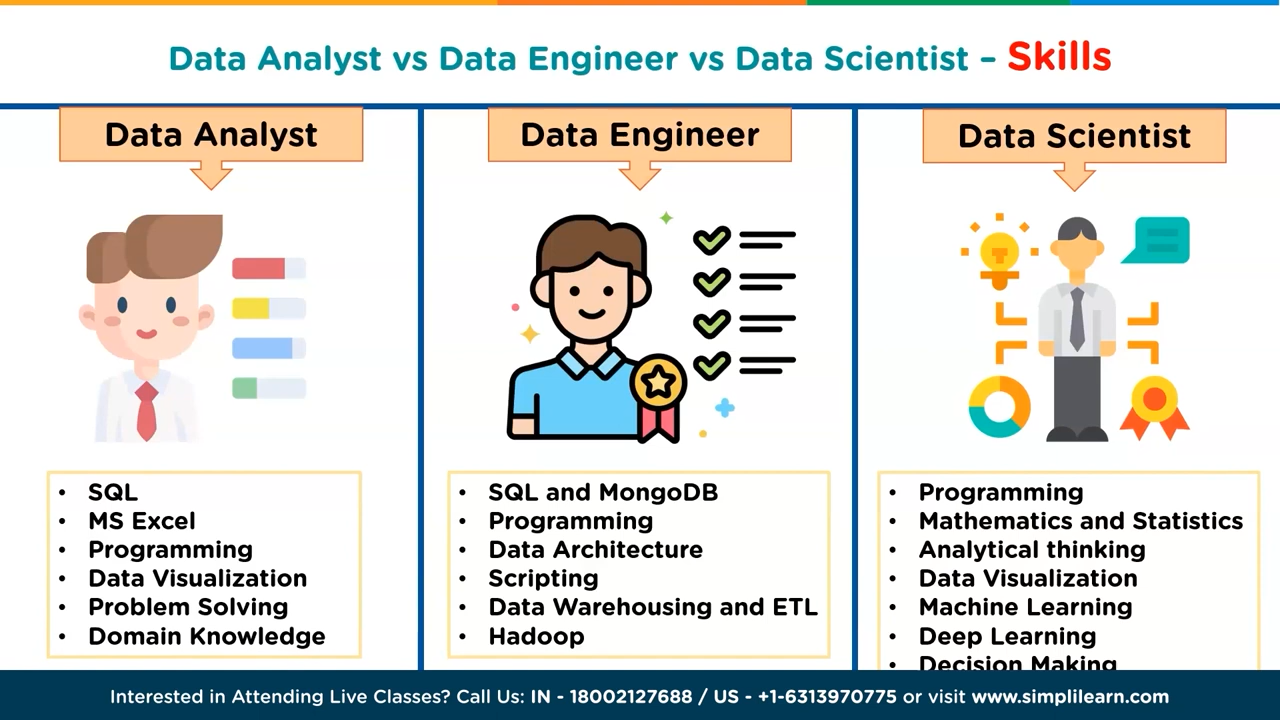 Data Analyst vs Data Engineer vs Data Scientist – Skills
Data Analyst
Data Engineer
Data Scientist
• SQL
• MS Excel
• Programming
• Data Visualization
• Problem Solving
• Domain Knowledge
• SQL and MongoDB
• Programming
• Data Architecture
• Scripting
• Data Warehousing and ETL
• Hadoop
• Programming
• Mathematics and Statistics
• Analytical thinking
• Data Visualization
• Machine Learning
• Deep Learning
• Decision Making
Interested in Attending Live Classes? Call Us: IN - 18002127688 / US - +1-6313970775 or visit www.simplilearn.com